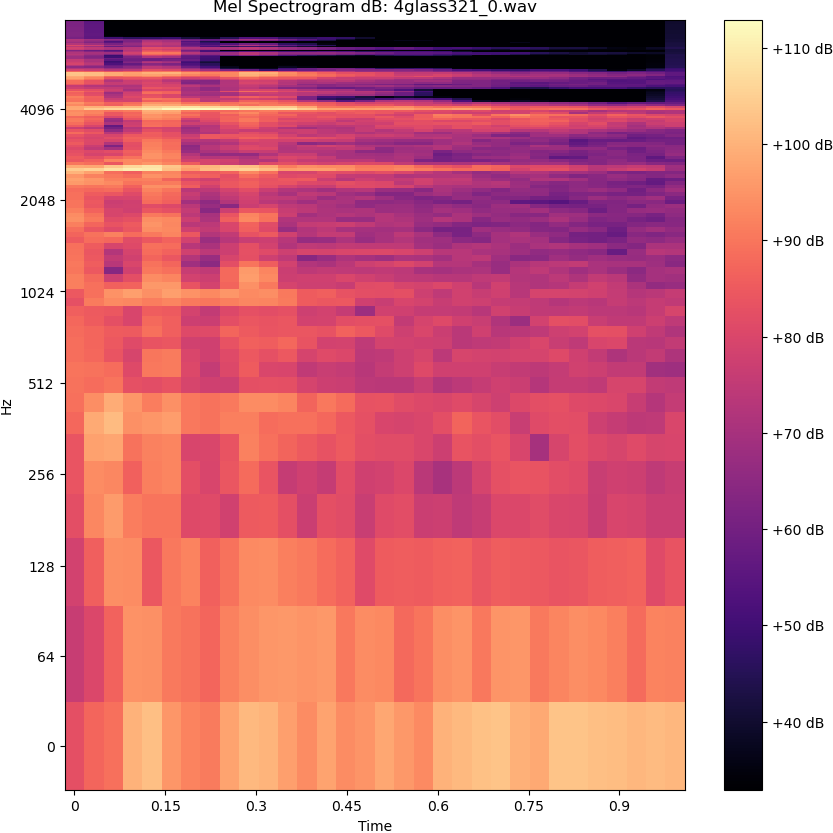 Mel Spectrogram dB: 4glass321_0.wav
+110 dB
4096
+100 dB
2048
+90 dB
1024
+80 dB
512
Hz
+70 dB
256
+60 dB
128
+50 dB
64
+40 dB
0
0 0.15 0.3 0.45 0.6 0.75 0.9
Time